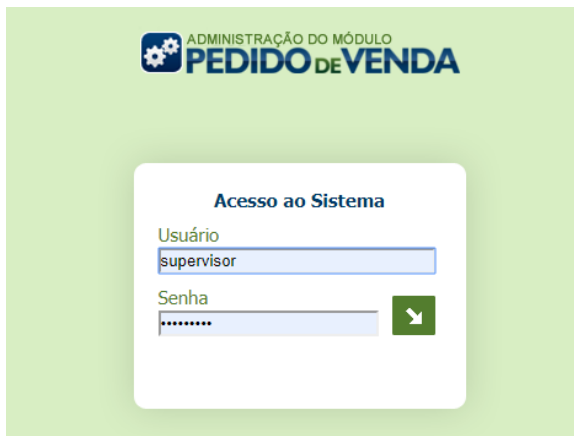 ADMINISTRAÇÃO DO MÓDULO
PEDIDO DE VENDA
Acesso ao Sistema
Usuário
supervisor
Senha
•••••••••